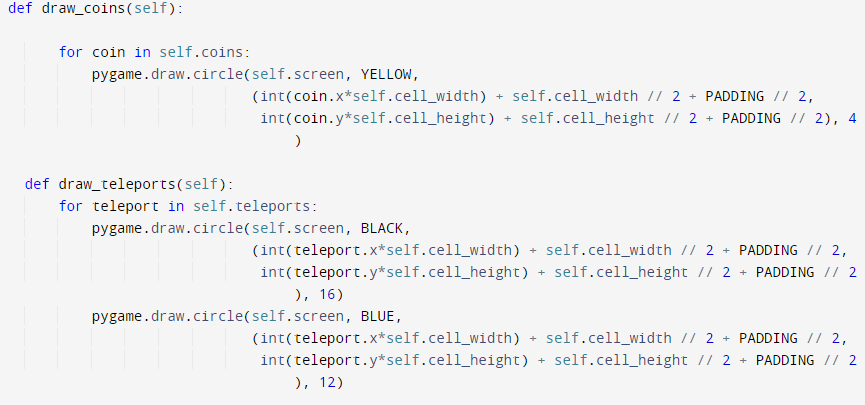 def draw_coins(self):
for coin in self.coins:
pygame.draw.circle(self.screen, YELLOW,
(int(coin.x*self.cell_width) + self.cell_width // 2 + PADDING // 2,
int(coin.y*self.cell_height) + self.cell_height // 2 + PADDING // 2), 4
)
def draw_teleports(self):
for teleport in self.teleports:
pygame.draw.circle(self.screen, BLACK,
(int(teleport.x*self.cell_width) + self.cell_width // 2 + PADDING // 2,
int(teleport.y*self.cell_height) + self.cell_height // 2 + PADDING // 2
), 16)
pygame.draw.circle(self.screen, BLUE,
(int(teleport.x*self.cell_width) + self.cell_width // 2 + PADDING // 2,
int(teleport.y*self.cell_height) + self.cell_height // 2 + PADDING // 2
), 12)